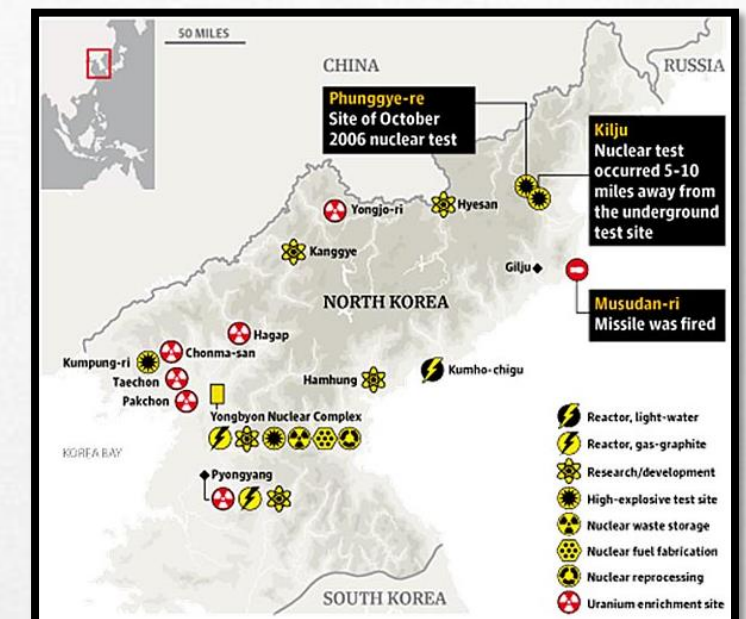 50 MILES
CHINA
RUSSIA
Phunggye-re
Site of October
2006 nuclear test
Kilju
Nuclear test
occurred 5-10
miles away from
the underground
test site
Yongjo-ri
Hyesan
Kanggye
Gilju
NORTH KOREA
Musudan-ri
Missile was fired
Hagap
Chonma-san
Kumpung-ri
Taechon
Pakchon
Hamhung
Kumho-chigu
Yongbyon Nuclear Complex
KOREA BAY
Pyongyang
SOUTH KOREA
Reactor, light-water
Reactor, gas-graphite
Research/development
High-explosive test site
Nuclear waste storage
Nuclear fuel fabrication
Nuclear reprocessing
Uranium enrichment site